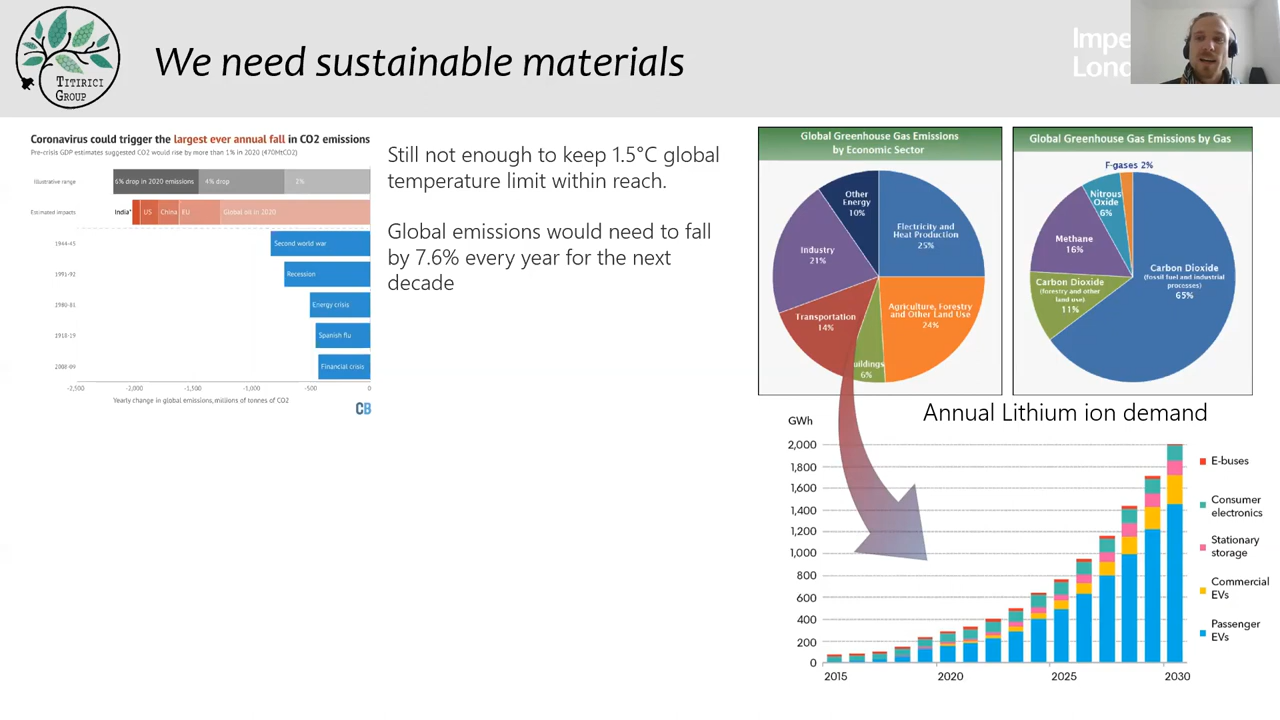 TITIRICI
GROUP
We need sustainable materials
Impe
Lond
Coronavirus could trigger the largest ever annual fall in CO2 emissions
Pre-crisis GDP estimates suggested CO2 would rise by more than 1% in 2020 (470MtCO2)
Illustrative range
6% drop in 2020 emissions
4% drop
2%
Estimated impacts
India*
US
China
EU
Global oil in 2020
1944-45
Second world war
1991-92
Recession
1980-81
Energy crisis
1918-19
Spanish flu
2008-09
Financial crisis
-2,500
-2,000
-1,500
-1,000
-500
0
Yearly change in global emissions, millions of tonnes of CO2
CB
Still not enough to keep 1.5°C global
temperature limit within reach.
Global emissions would need to fall
by 7.6% every year for the next
decade
Global Greenhouse Gas Emissions
by Economic Sector
Other
Energy
10%
Electricity and
Heat Production
25%
Industry
21%
Agriculture, Forestry
and Other Land Use
24%
Transportation
14%
uildings
6%
Global Greenhouse Gas Emissions by Gas
F-gases 2%
Nitrous
Oxide
6%
Methane
16%
Carbon Dioxide
(fossil fuel and industrial
processes)
65%
Carbon Dioxide
(forestry and other
land use)
11%
Annual Lithium ion demand
GWh
2,000
1,800
1,600
1,400
1,200
1,000
800
600
400
200
0
2015
2020
2025
2030
E-buses
Consumer
electronics
Stationary
storage
Commercial
EVs
Passenger
EVs